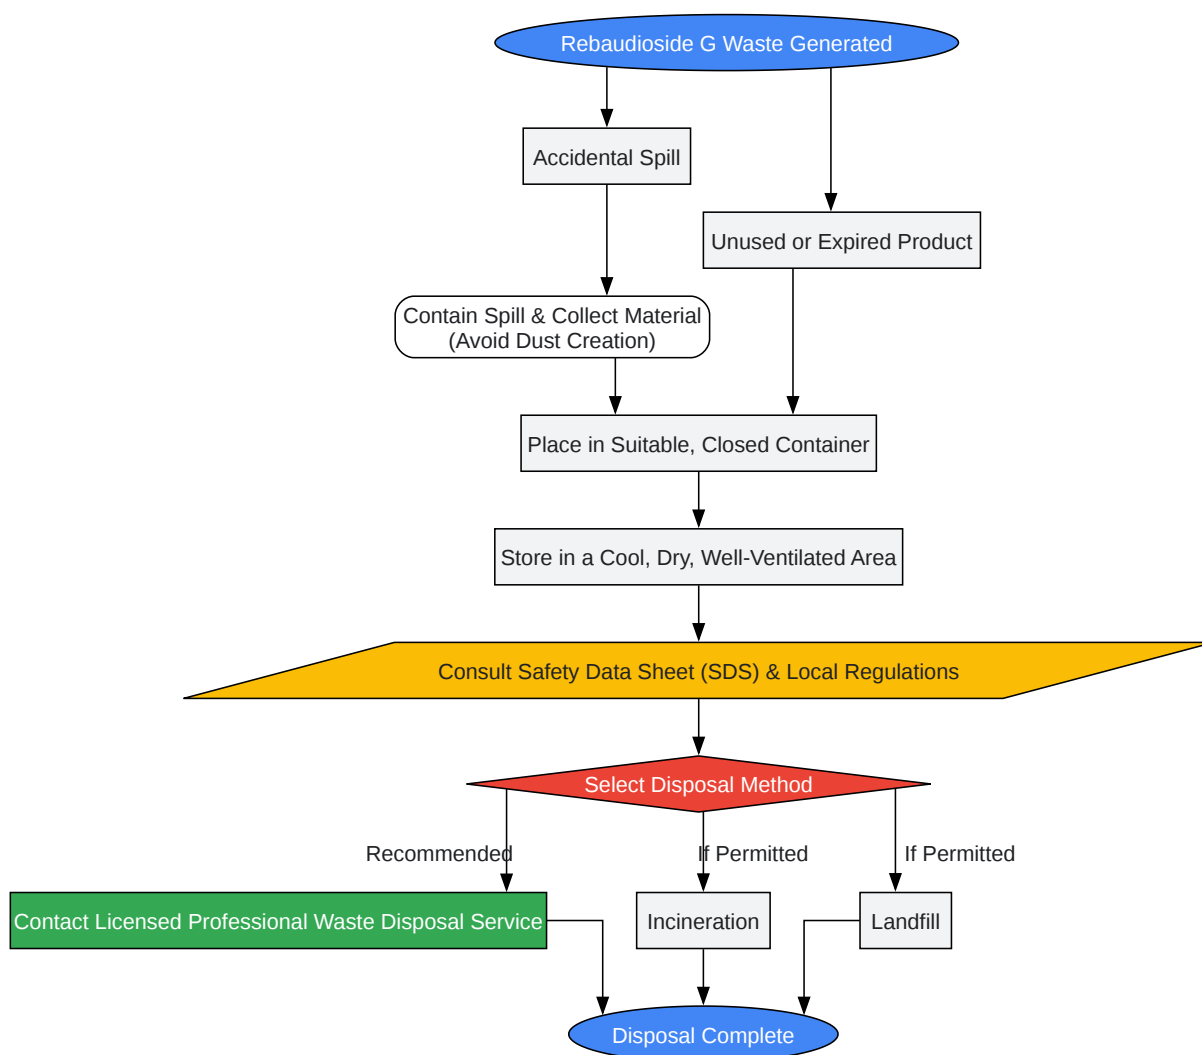 Rebaudioside G Waste Generated
Accidental Spill
Unused or Expired Product
Contain Spill & Collect Material
(Avoid Dust Creation)
Place in Suitable, Closed Container
Store in a Cool, Dry, Well-Ventilated Area
Consult Safety Data Sheet (SDS) & Local Regulations
Select Disposal Method
Recommended
If Permitted
If Permitted
Contact Licensed Professional Waste Disposal Service
Incineration
Landfill
Disposal Complete